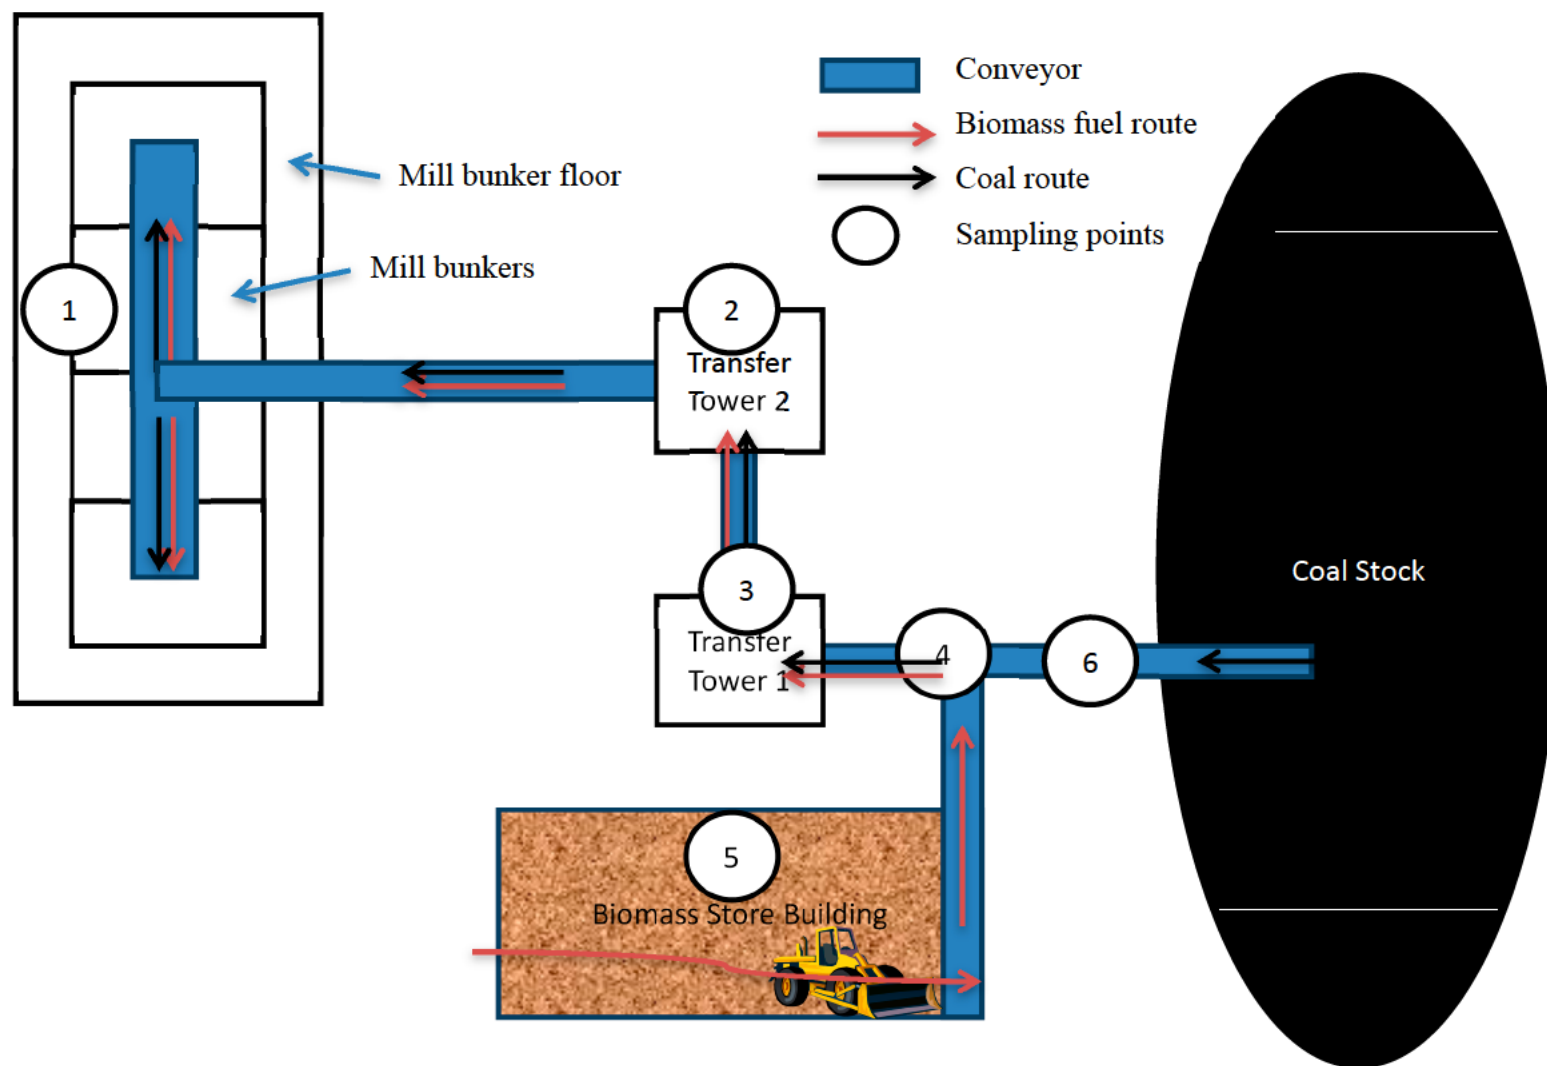 Conveyor
Biomass fuel route
Coal route
Sampling points
Mill bunker floor
Mill bunkers
1
2
Transfer
Tower 2
3
Transfer
Tower 1
4
6
Coal Stock
5
Biomass Store Building